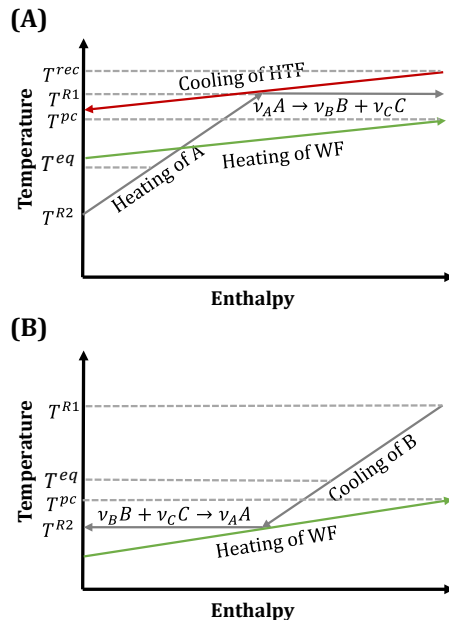 (A)
Temperature
T^rec
T^R1
T^pc
T^eq
T^R2
Cooling of HTF
ν_A A → ν_B B + ν_C C
Heating of A
Heating of WF
Enthalpy
(B)
Temperature
T^R1
T^eq
T^pc
T^R2
Cooling of B
ν_B B + ν_C C → ν_A A
Heating of WF
Enthalpy